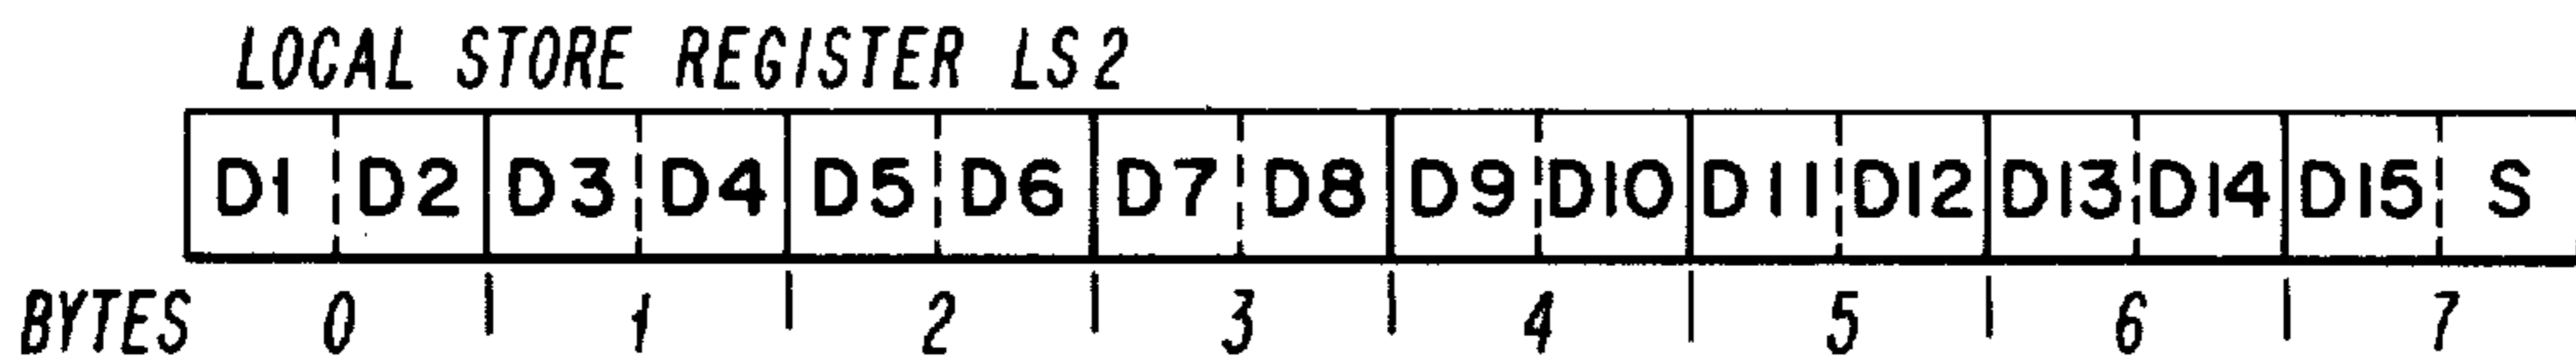 LOCAL STORE REGISTER LS2
D1 D2 D3 D4 D5 D6 D7 D8 D9 D10 D11 D12 D13 D14 D15 S
BYTES 0 1 2 3 4 5 6 7